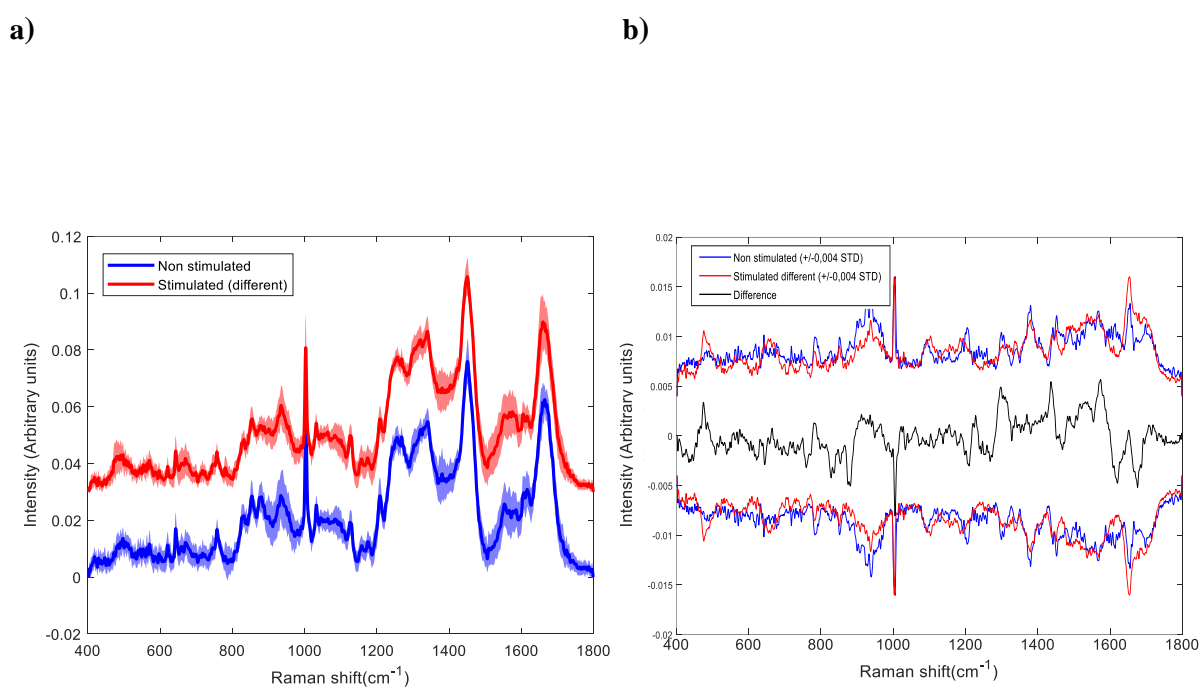 a)
b)
0.12
0.1
0.08
0.06
0.04
0.02
0
-0.02
Intensity (Arbitrary units)
Non stimulated
Stimulated (different)
400 600 800 1000 1200 1400 1600 1800
Raman shift(cm-1)
0.02
0.015
0.01
0.005
0
-0.005
-0.01
-0.015
-0.02
Intensity (Arbitrary units)
Non stimulated (+/-0,004 STD)
Stimulated different (+/-0,004 STD)
Difference
400 600 800 1000 1200 1400 1600 1800
Raman shift(cm-1)